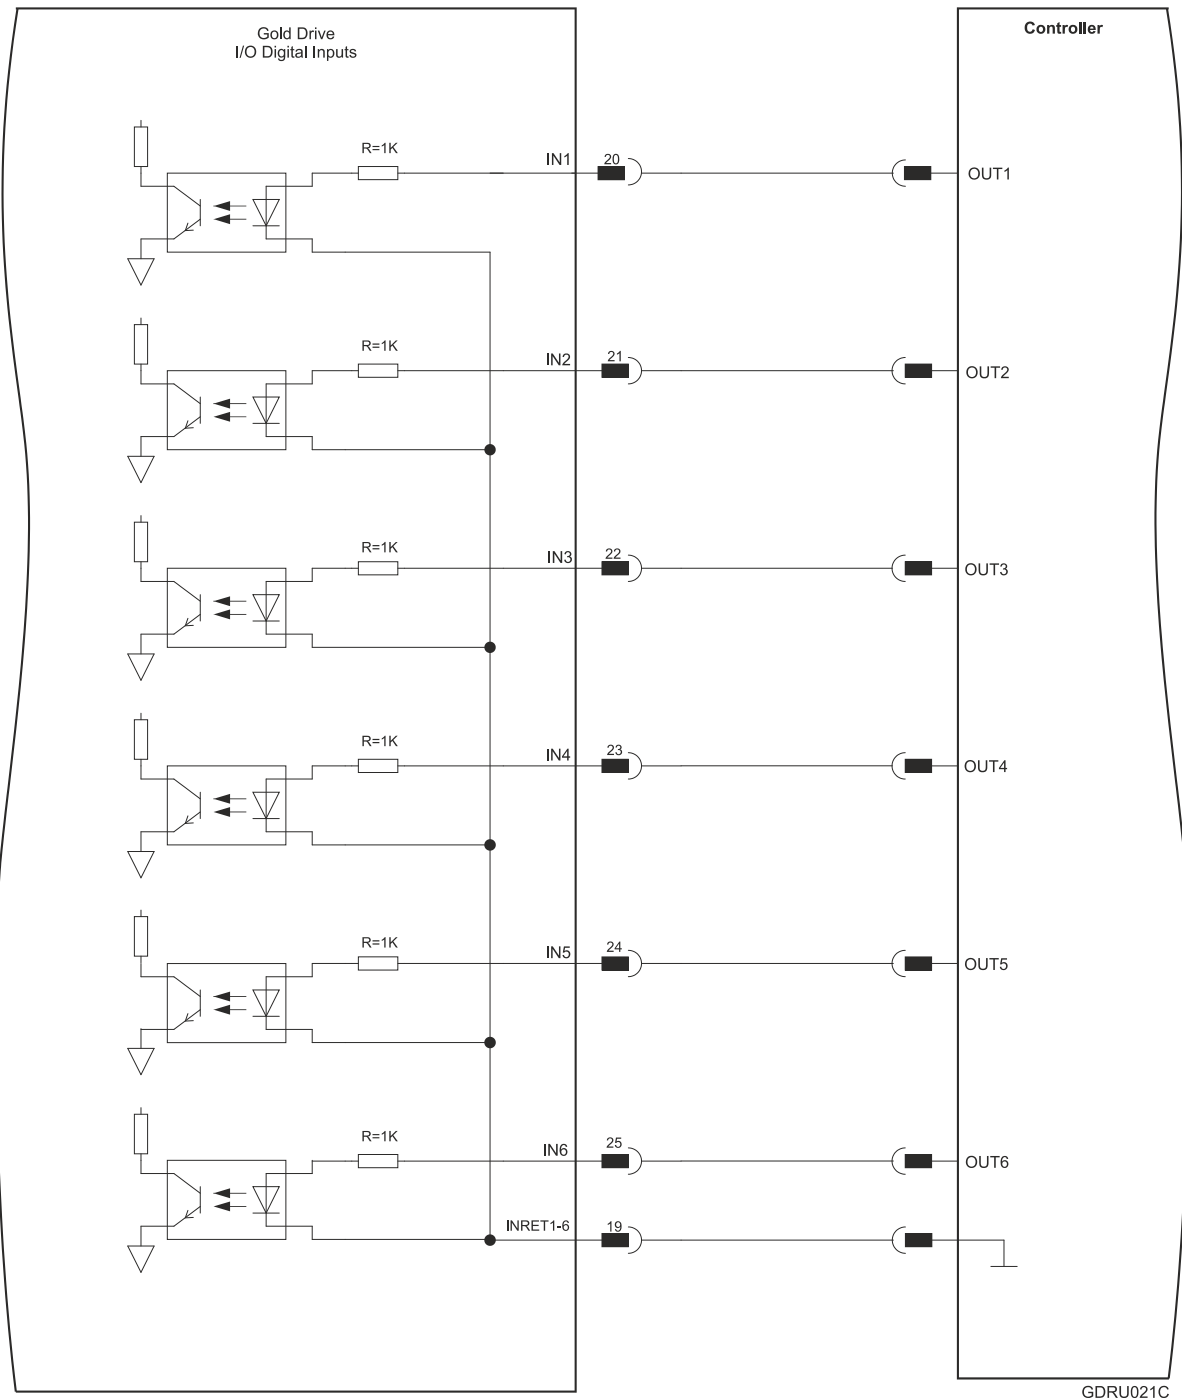 Gold Drive
I/O Digital Inputs
Controller
R=1K
IN1
20
OUT1
R=1K
IN2
21
OUT2
R=1K
IN3
22
OUT3
R=1K
IN4
23
OUT4
R=1K
IN5
24
OUT5
R=1K
IN6
25
OUT6
INRET1-6
19
GDRU021C